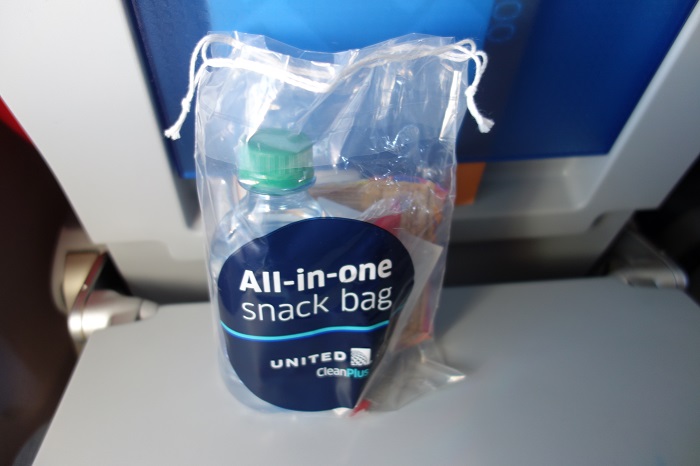 All-in-one
snack bag
UNITED
CleanPlus